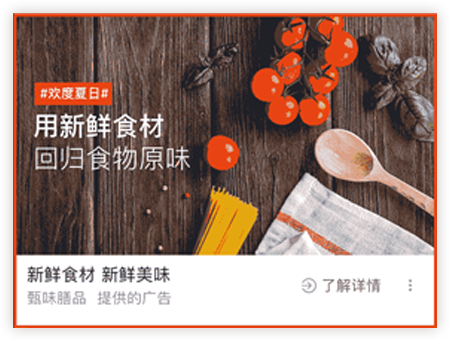 #欢度夏日#
用新鲜食材
回归食物原味
新鲜食材 新鲜美味
甄味膳品 提供的广告
了解详情